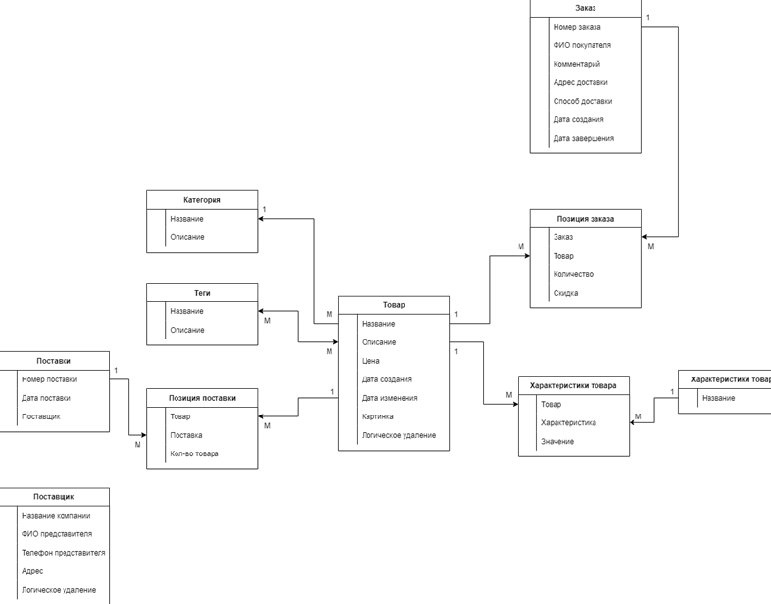 Заказ
1
Номер заказа
ФИО покупателя
Комментарий
Адрес доставки
Способ доставки
Дата создания
Дата завершения
Категория
1
Название
Описание
Позиция заказа
Заказ
M
M
Товар
Количество
Скидка
Теги
Название
M
Описание
Товар
M
1
Название
Описание
M
1
Цена
Дата создания
Дата изменения
Картинка
Логическое удаление
Поставки
1
Номер поставки
Дата поставки
Поставщик
Позиция поставки
1
Товар
M
Поставка
M
Кол-во товара
Характеристики товара
M
Товар
Характеристика
M
Значение
Характеристики товар
1
Название
Поставщик
Название компании
ФИО представителя
Телефон представителя
Адрес
Логическое удаление